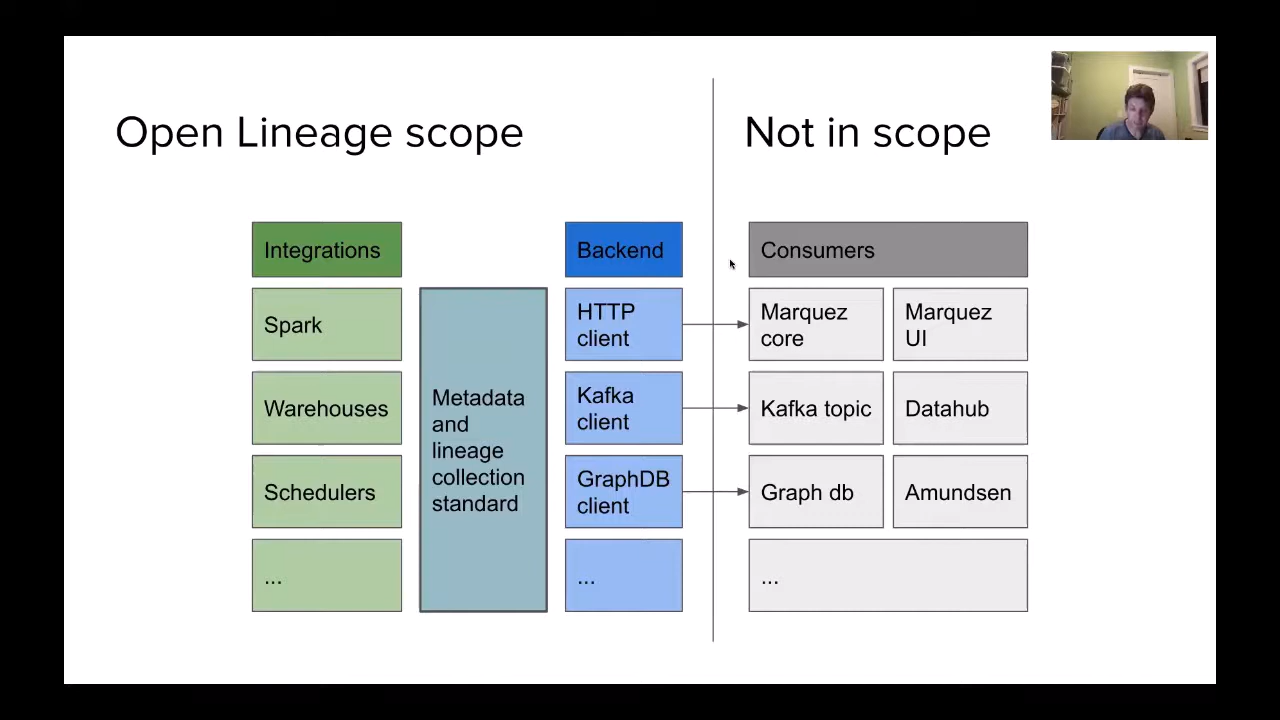 Open Lineage scope
Not in scope
Integrations
Spark
Warehouses
Schedulers
...
Metadata
and
lineage
collection
standard
Backend
HTTP
client
Kafka
client
GraphDB
client
...
Consumers
Marquez
core
Marquez
UI
Kafka topic
Datahub
Graph db
Amundsen
...